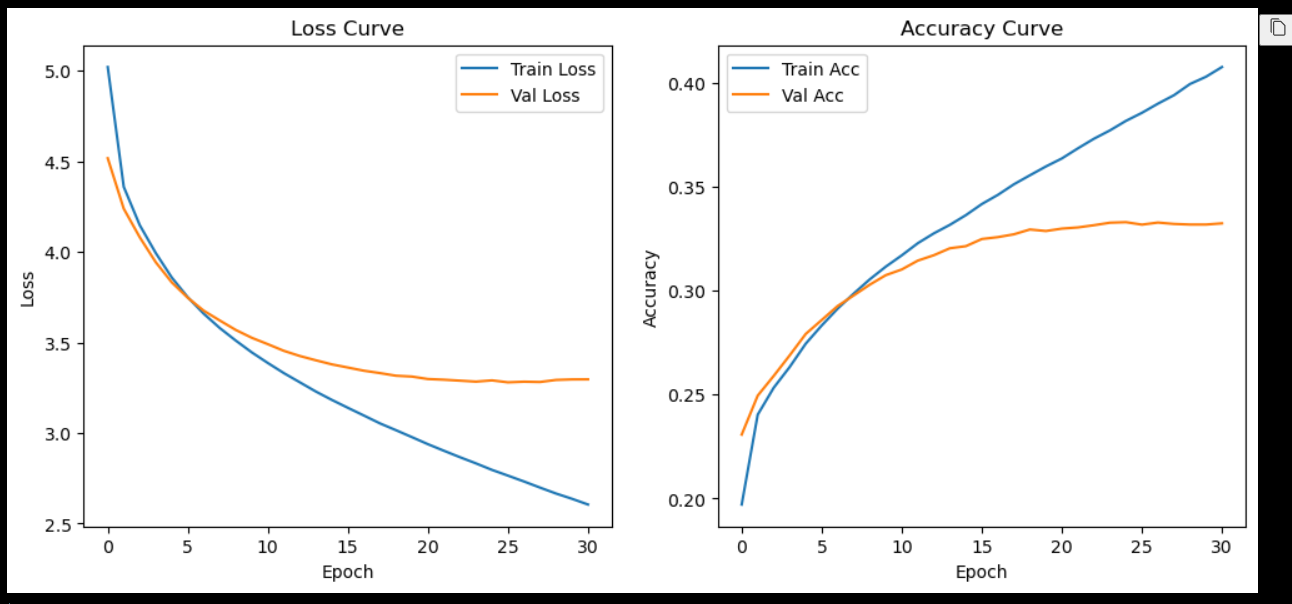 Loss Curve
Train Loss
Val Loss
5.0
4.5
4.0
3.5
3.0
2.5
Loss
0 5 10 15 20 25 30
Epoch
Accuracy Curve
Train Acc
Val Acc
0.40
0.35
0.30
0.25
0.20
Accuracy
0 5 10 15 20 25 30
Epoch